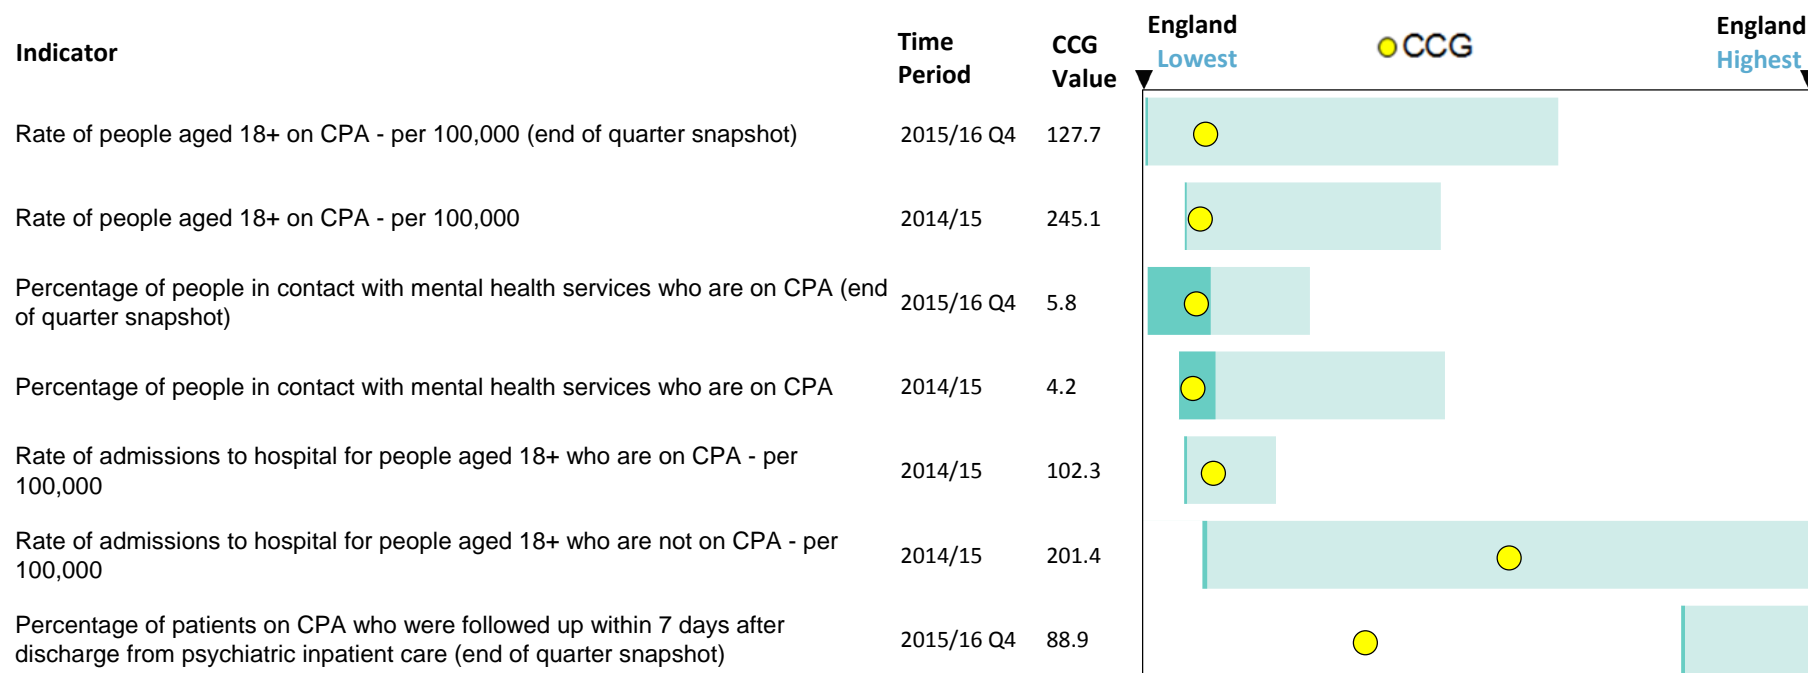 Indicator
Time Period
CCG Value
England Lowest
CCG
England Highest
Rate of people aged 18+ on CPA - per 100,000 (end of quarter snapshot) 2015/16 Q4 127.7
Rate of people aged 18+ on CPA - per 100,000 2014/15 245.1
Percentage of people in contact with mental health services who are on CPA (end
of quarter snapshot) 2015/16 Q4 5.8
Percentage of people in contact with mental health services who are on CPA 2014/15 4.2
Rate of admissions to hospital for people aged 18+ who are on CPA - per
100,000 2014/15 102.3
Rate of admissions to hospital for people aged 18+ who are not on CPA - per
100,000 2014/15 201.4
Percentage of patients on CPA who were followed up within 7 days after
discharge from psychiatric inpatient care (end of quarter snapshot) 2015/16 Q4 88.9